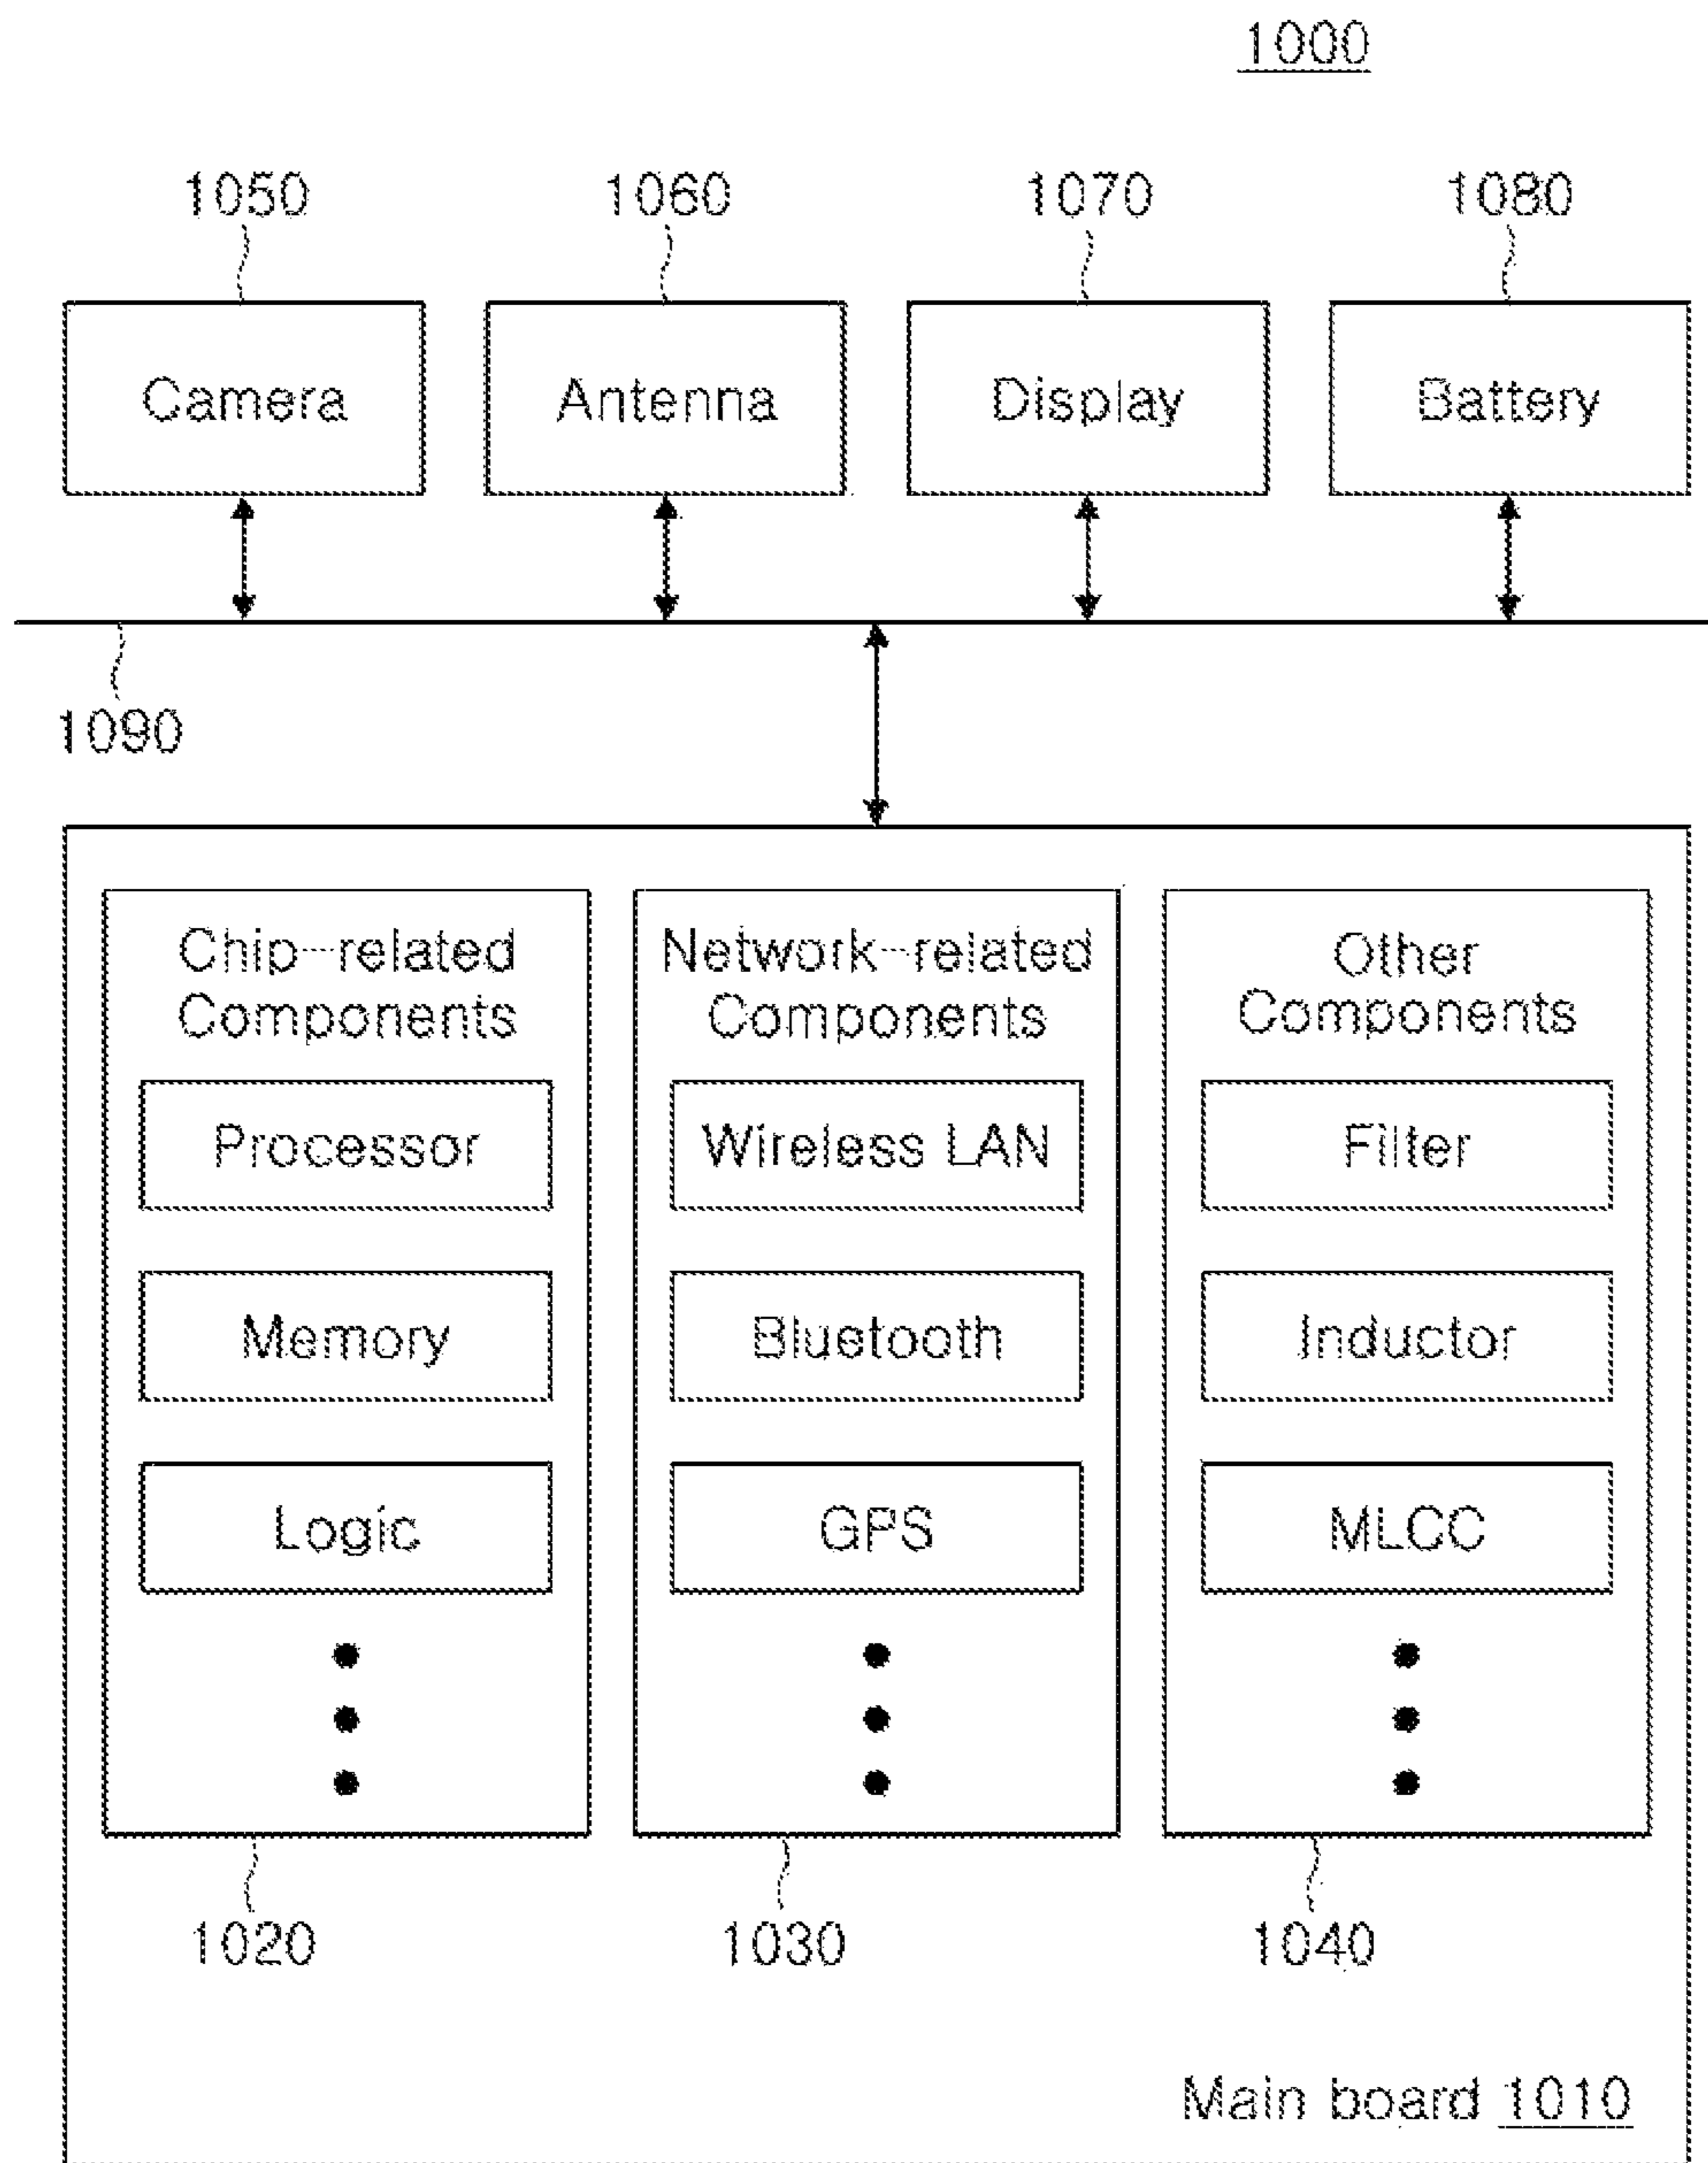 1000
1050 1060 1070 1080
Camera Antenna Display Battery
1090
Chip-related Network-related Other
Components Components Components
Processor Wireless LAN Filter
Memory Bluetooth Inductor
Logic GPS MLCC
1020 1030 1040
Main board 1010